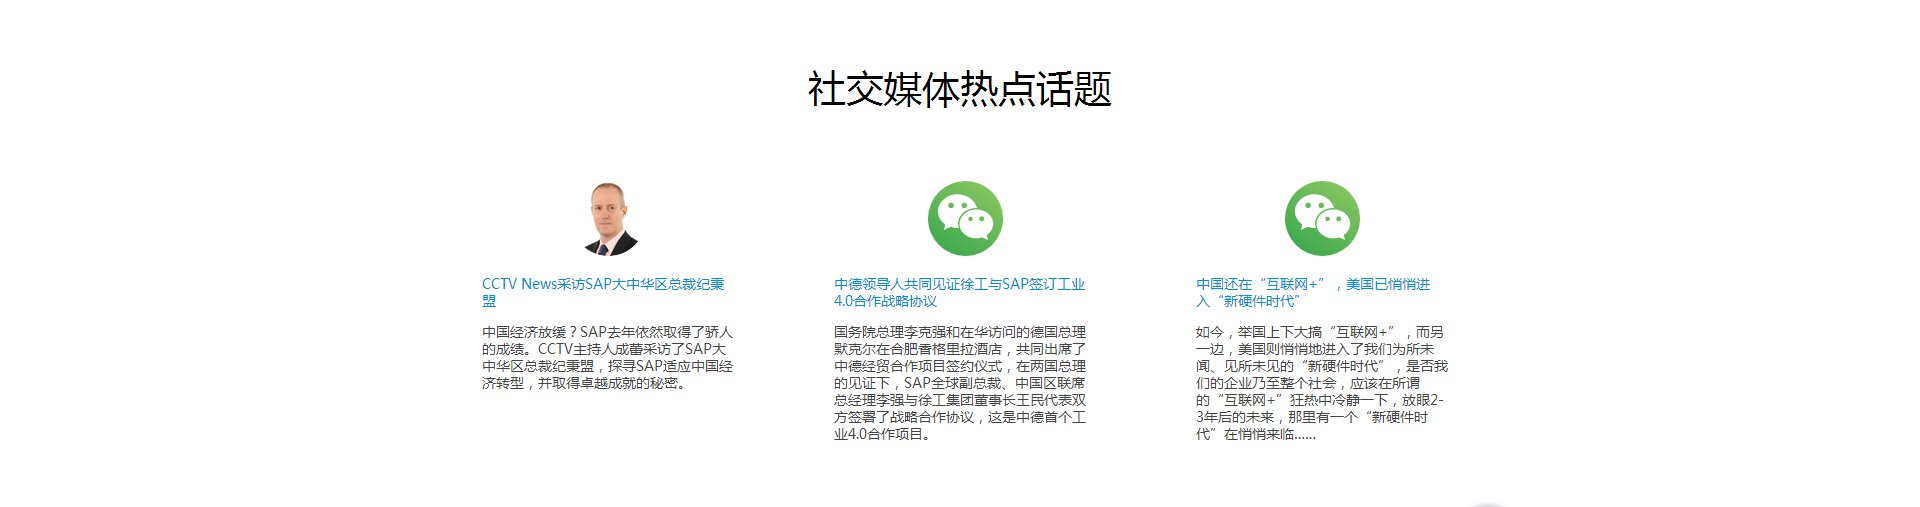 社交媒体热点话题
CCTV News采访SAP大中华区总裁纪秉
盟
中国经济放缓？SAP去年依然取得了骄人
的成绩。CCTV主持人成蕾采访了SAP大
中华区总裁纪秉盟，探寻SAP适应中国经
济转型，并取得卓越成就的秘密。
中德领导人共同见证徐工与SAP签订工业
4.0合作战略协议
国务院总理李克强和在华访问的德国总理
默克尔在合肥香格里拉酒店，共同出席了
中德经贸合作项目签约仪式，在两国总理
的见证下，SAP全球副总裁、中国区联席
总经理李强与徐工集团董事长王民代表双
方签署了战略合作协议，这是中德首个工
业4.0合作项目。
中国还在“互联网+”，美国已悄悄进
入“新硬件时代”
如今，举国上下大搞“互联网+”，而另
一边，美国则悄悄地进入了我们为所未
闻、见所未见的“新硬件时代”，是否我
们的企业乃至整个社会，应该在所谓
的“互联网+”狂热中冷静一下，放眼2-
3年后的未来，那里有一个“新硬件时
代”在悄悄来临......